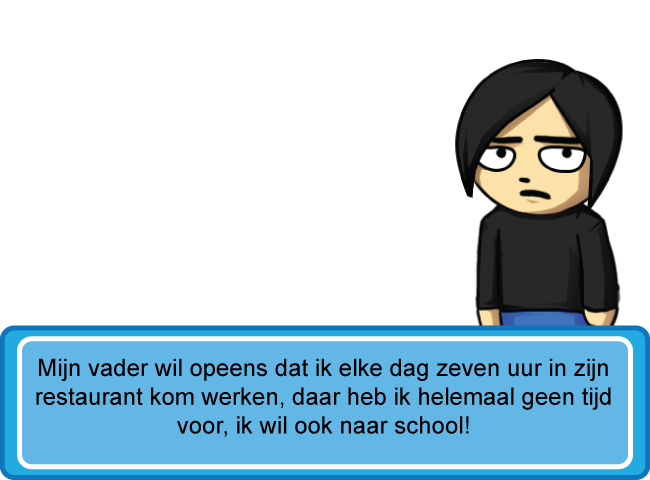 Mijn vader wil opeens dat ik elke dag zeven uur in zijn
restaurant kom werken, daar heb ik helemaal geen tijd
voor, ik wil ook naar school!